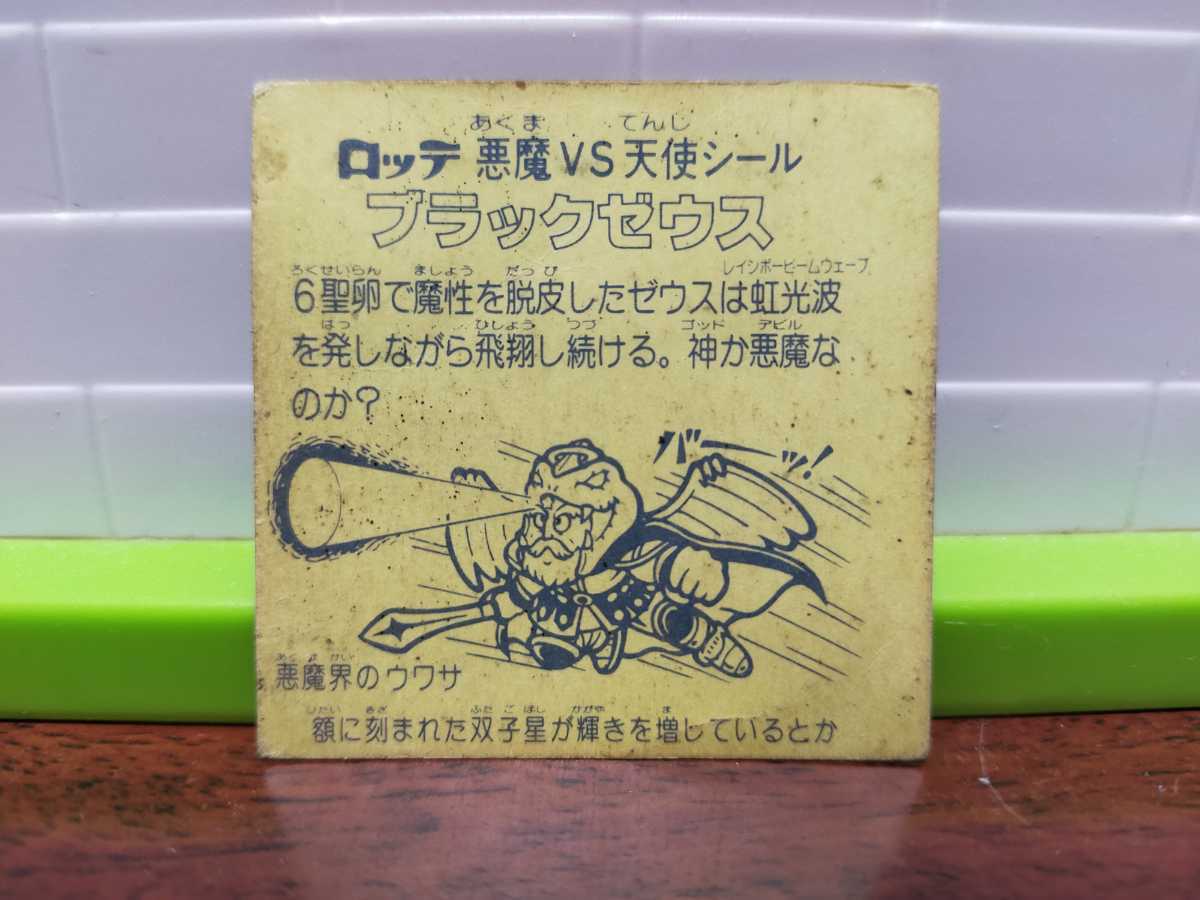 あくま てんし
ロッテ 悪魔VS天使シール
ブラックゼウス
ろくせいらん ましょう だっぴ レインボービームウェーブ
6聖卵で魔性を脱皮したゼウスは虹光波
はっ ひしょう つづ ゴッド デビル
を発しながら飛翔し続ける。神か悪魔な
のか?
バーッ!
あくまかい
悪魔界のウワサ
ひたい きざ ふたごぼし かがや ま
額に刻まれた双子星が輝きを増しているとか